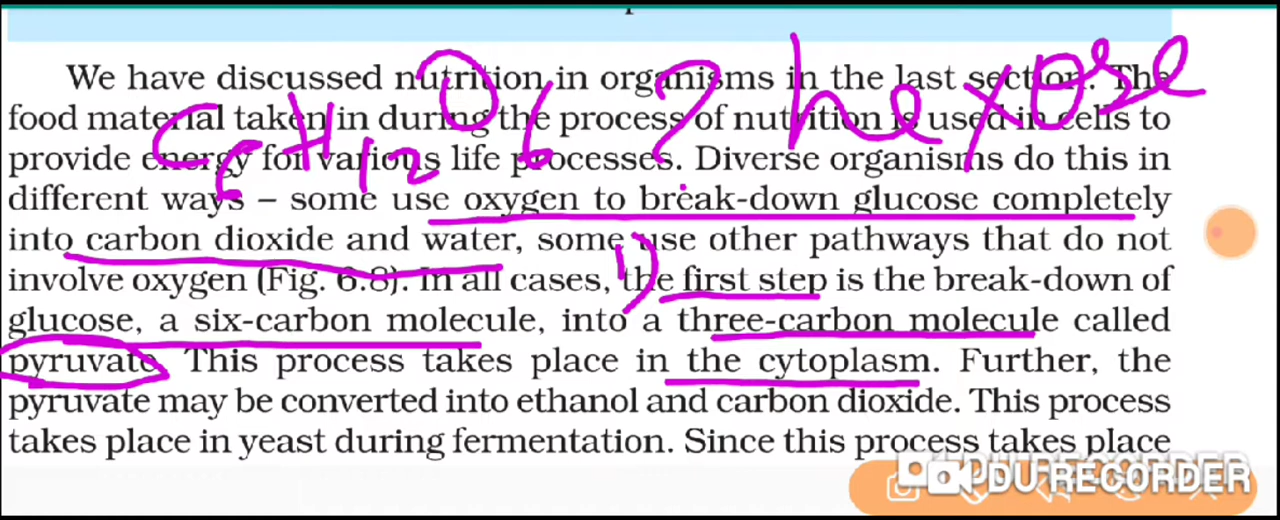 We have discussed nutrition in organisms in the last section. The
food material taken in during the process of nutrition is used in cells to
provide energy for various life processes. Diverse organisms do this in
different ways – some use oxygen to break-down glucose completely
into carbon dioxide and water, some use other pathways that do not
involve oxygen (Fig. 6.8). In all cases, the first step is the break-down of
glucose, a six-carbon molecule, into a three-carbon molecule called
pyruvate. This process takes place in the cytoplasm. Further, the
pyruvate may be converted into ethanol and carbon dioxide. This process
takes place in yeast during fermentation. Since this process takes place
C6H12O6 ? hexose
1)
DU RECORDER